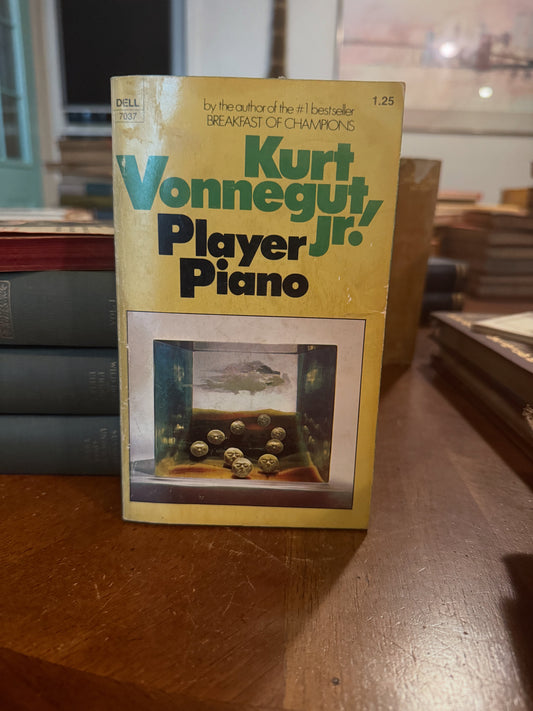 DELL
7037
by the author of the #1 bestseller
BREAKFAST OF CHAMPIONS
1.25
Kurt
Vonnegut,
Jr.!
Player
Piano